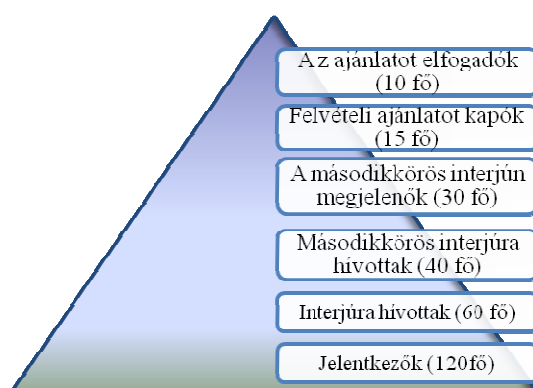 Az ajánlatot elfogadók
(10 fő)
Felvételi ajánlatot kapók
(15 fő)
A másodikkörös interjún
megjelenők (30 fő)
Másodikkörös interjúra
hívottak (40 fő)
Interjúra hívottak (60 fő)
Jelentkezők (120fő)